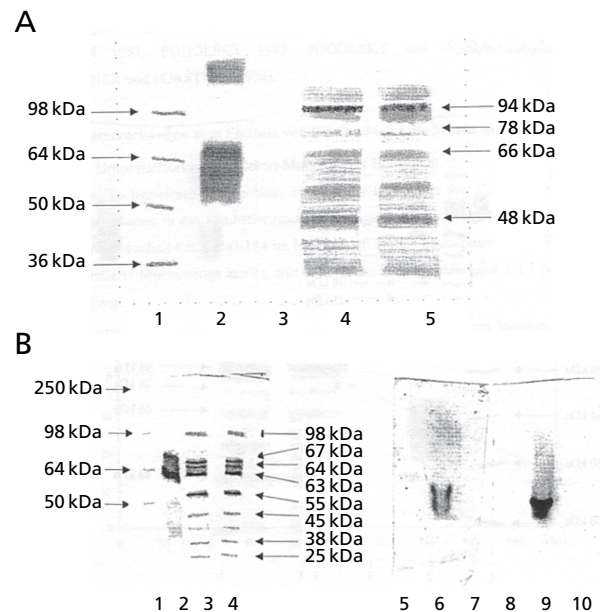 A
98 kDa
64 kDa
50 kDa
36 kDa
94 kDa
78 kDa
66 kDa
48 kDa
1 2 3 4 5
B
250 kDa
98 kDa
64 kDa
50 kDa
98 kDa
67 kDa
64 kDa
63 kDa
55 kDa
45 kDa
38 kDa
25 kDa
1 2 3 4 5 6 7 8 9 10